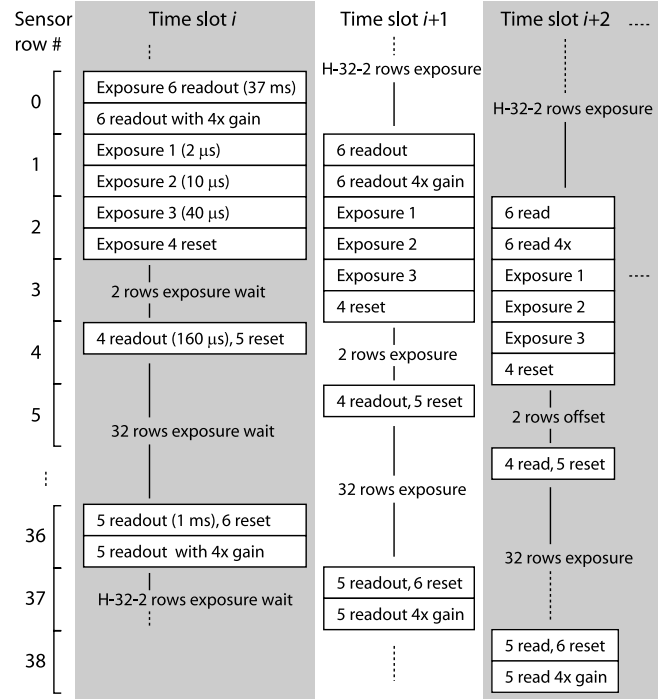 Sensor
row #
0
1
2
3
4
5
36
37
38
Time slot i
Exposure 6 readout (37 ms)
6 readout with 4x gain
Exposure 1 (2 μs)
Exposure 2 (10 μs)
Exposure 3 (40 μs)
Exposure 4 reset
2 rows exposure wait
4 readout (160 μs), 5 reset
32 rows exposure wait
5 readout (1 ms), 6 reset
5 readout with 4x gain
H-32-2 rows exposure wait
Time slot i+1
H-32-2 rows exposure
6 readout
6 readout 4x gain
Exposure 1
Exposure 2
Exposure 3
4 reset
2 rows exposure
4 readout, 5 reset
32 rows exposure
5 readout, 6 reset
5 readout 4x gain
Time slot i+2
H-32-2 rows exposure
6 read
6 read 4x
Exposure 1
Exposure 2
Exposure 3
4 reset
2 rows offset
4 read, 5 reset
32 rows exposure
5 read, 6 reset
5 read 4x gain